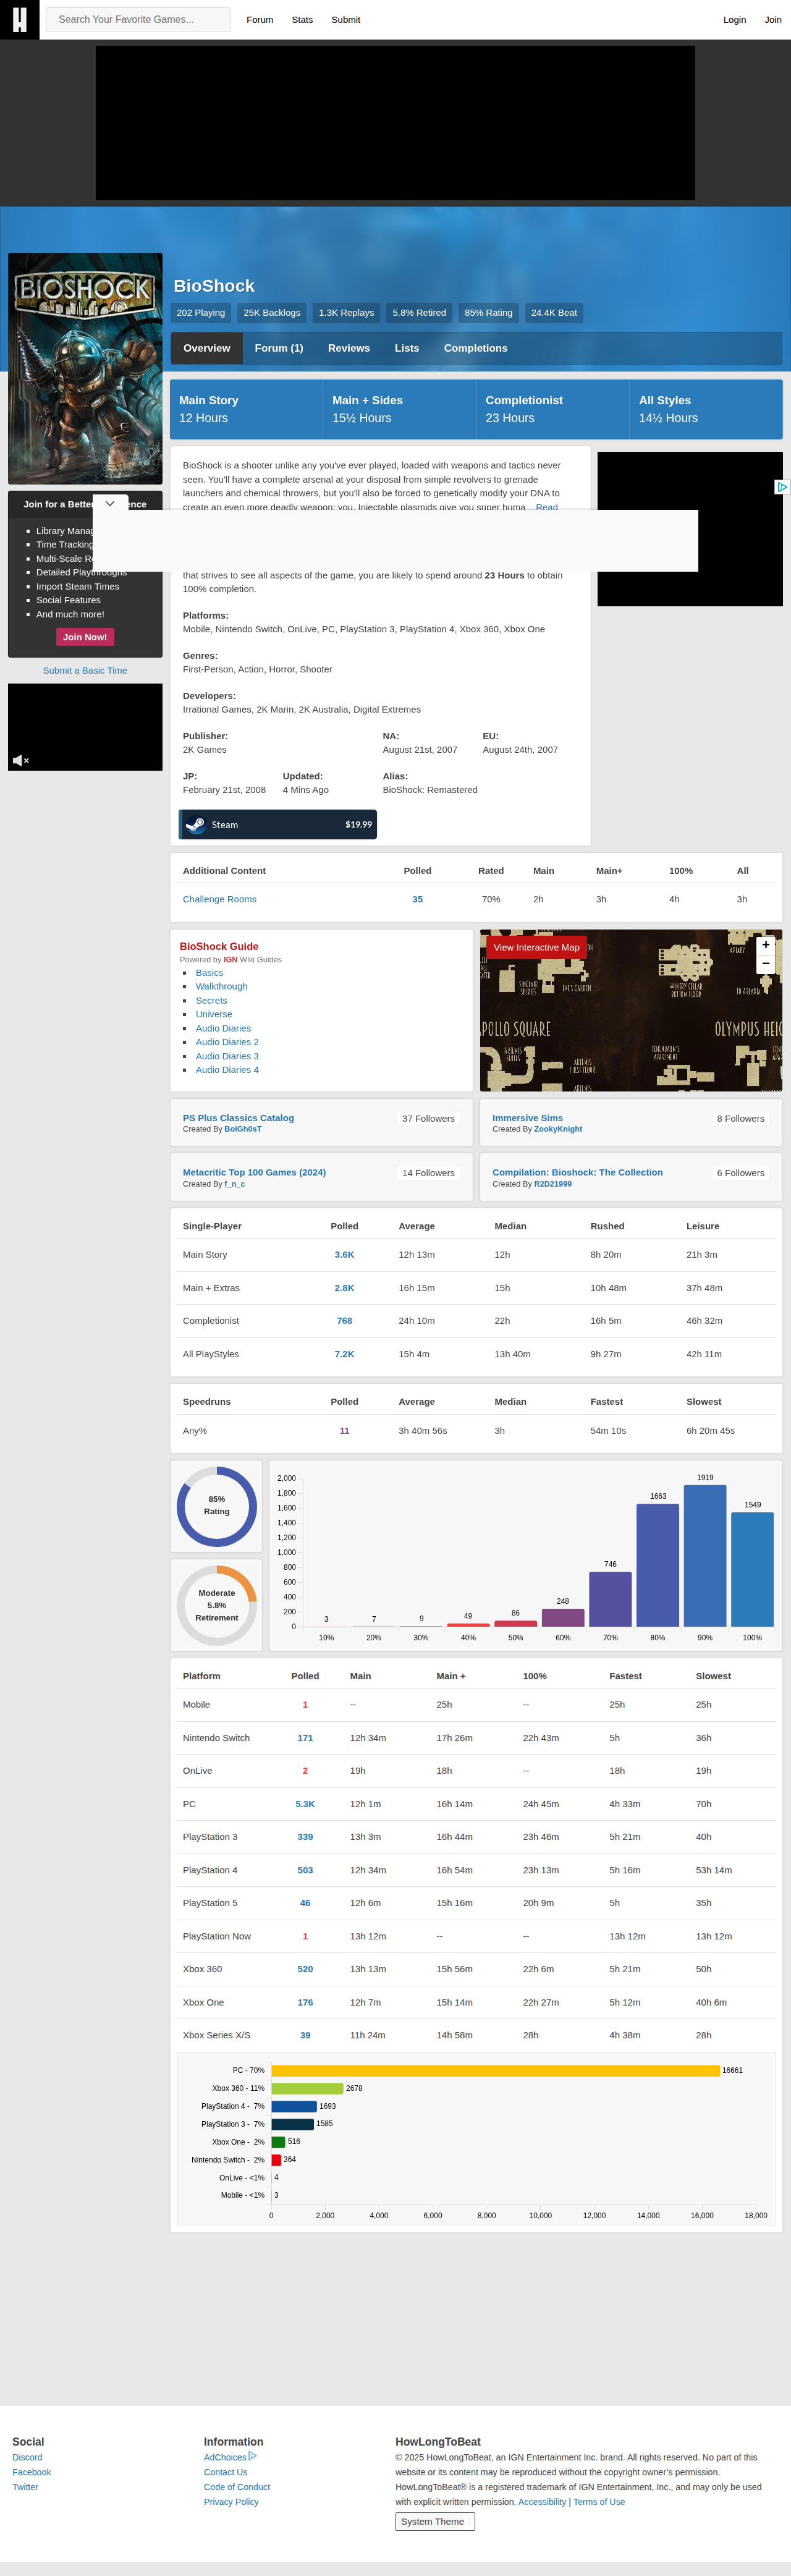 H
Search Your Favorite Games...
Forum
Stats
Submit
Login
Join
BIOSHOCK
BioShock
202 Playing
25K Backlogs
1.3K Replays
5.8% Retired
85% Rating
24.4K Beat
Overview
Forum (1)
Reviews
Lists
Completions
Main Story
12 Hours
Main + Sides
15½ Hours
Completionist
23 Hours
All Styles
14½ Hours
BioShock is a shooter unlike any you've ever played, loaded with weapons and tactics never
seen. You'll have a complete arsenal at your disposal from simple revolvers to grenade
launchers and chemical throwers, but you'll also be forced to genetically modify your DNA to
create an even more deadly weapon: you. Injectable plasmids give you super huma ...Read
that strives to see all aspects of the game, you are likely to spend around 23 Hours to obtain
100% completion.
Platforms:
Mobile, Nintendo Switch, OnLive, PC, PlayStation 3, PlayStation 4, Xbox 360, Xbox One
Genres:
First-Person, Action, Horror, Shooter
Developers:
Irrational Games, 2K Marin, 2K Australia, Digital Extremes
Publisher:
2K Games
NA:
August 21st, 2007
EU:
August 24th, 2007
JP:
February 21st, 2008
Updated:
4 Mins Ago
Alias:
BioShock: Remastered
Steam $19.99
Join for a Better
Library
Time Tracking
Multi-Scale
Detailed Playthroughs
Import Steam Times
Social Features
And much more!
Join Now!
Submit a Basic Time
Additional Content Polled Rated Main Main+ 100% All
Challenge Rooms 35 70% 2h 3h 4h 3h
BioShock Guide
Powered by IGN Wiki Guides
Basics
Walkthrough
Secrets
Universe
Audio Diaries
Audio Diaries 2
Audio Diaries 3
Audio Diaries 4
View Interactive Map
+
−
SINCLAIR
SPIRITS
MERCURY
BOTTOM FLOOR
APOLLO SQUARE
OLYMPUS HEIG
ARTEMIS
SUITES
ARTEMIS
FIRST FLOOR
APARTMENT
ARTEMIS
PS Plus Classics Catalog
Created By BoiGh0sT
37 Followers
Immersive Sims
Created By ZookyKnight
8 Followers
Metacritic Top 100 Games (2024)
Created By f_n_c
14 Followers
Compilation: Bioshock: The Collection
Created By R2D21999
6 Followers
Single-Player Polled Average Median Rushed Leisure
Main Story 3.6K 12h 13m 12h 8h 20m 21h 3m
Main + Extras 2.8K 16h 15m 15h 10h 48m 37h 48m
Completionist 768 24h 10m 22h 16h 5m 46h 32m
All PlayStyles 7.2K 15h 4m 13h 40m 9h 27m 42h 11m
Speedruns Polled Average Median Fastest Slowest
Any% 11 3h 40m 56s 3h 54m 10s 6h 20m 45s
85%
Rating
Moderate
5.8%
Retirement
2,000
1,800
1,600
1,400
1,200
1,000
800
600
400
200
0
3 7 9 49 86 248 746 1663 1919 1549
10% 20% 30% 40% 50% 60% 70% 80% 90% 100%
Platform Polled Main Main + 100% Fastest Slowest
Mobile 1 -- 25h -- 25h 25h
Nintendo Switch 171 12h 34m 17h 26m 22h 43m 5h 36h
OnLive 2 19h 18h -- 18h 19h
PC 5.3K 12h 1m 16h 14m 24h 45m 4h 33m 70h
PlayStation 3 339 13h 3m 16h 44m 23h 46m 5h 21m 40h
PlayStation 4 503 12h 34m 16h 54m 23h 13m 5h 16m 53h 14m
PlayStation 5 46 12h 6m 15h 16m 20h 9m 5h 35h
PlayStation Now 1 13h 12m -- -- 13h 12m 13h 12m
Xbox 360 520 13h 13m 15h 56m 22h 6m 5h 21m 50h
Xbox One 176 12h 7m 15h 14m 22h 27m 5h 12m 40h 6m
Xbox Series X/S 39 11h 24m 14h 58m 28h 4h 38m 28h
PC - 70% 16661
Xbox 360 - 11% 2678
PlayStation 4 - 7% 1693
PlayStation 3 - 7% 1585
Xbox One - 2% 516
Nintendo Switch - 2% 364
OnLive - <1% 4
Mobile - <1% 3
0 2,000 4,000 6,000 8,000 10,000 12,000 14,000 16,000 18,000
Social
Discord
Facebook
Twitter
Information
AdChoices
Contact Us
Code of Conduct
Privacy Policy
HowLongToBeat
© 2025 HowLongToBeat, an IGN Entertainment Inc. brand. All rights reserved. No part of this
website or its content may be reproduced without the copyright owner's permission.
HowLongToBeat® is a registered trademark of IGN Entertainment, Inc., and may only be used
with explicit written permission. Accessibility | Terms of Use
System Theme